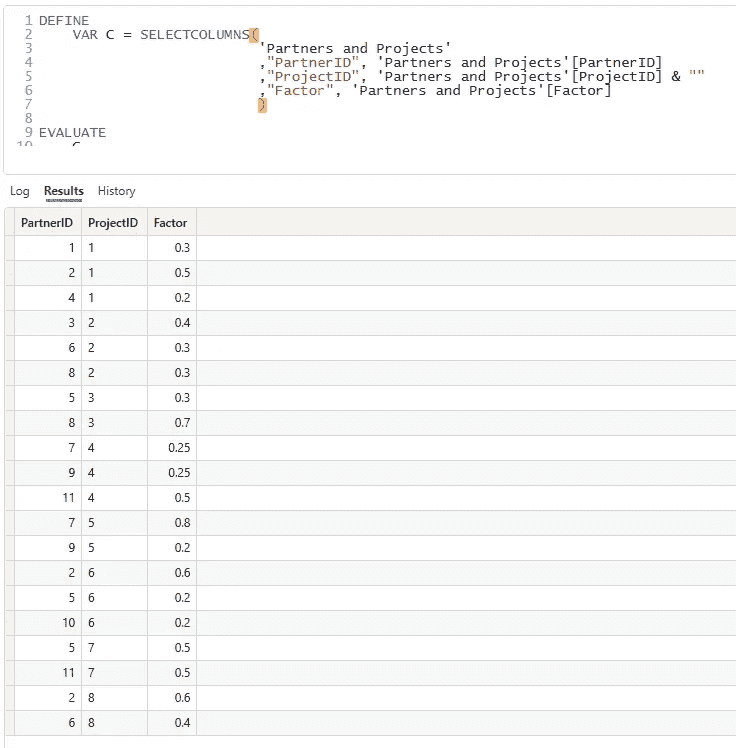 1 DEFINE
2     VAR C = SELECTCOLUMNS(
3                           'Partners and Projects'
4                           ,"PartnerID", 'Partners and Projects'[PartnerID]
5                           ,"ProjectID", 'Partners and Projects'[ProjectID] & ""
6                           ,"Factor", 'Partners and Projects'[Factor]
7                           )
8
9 EVALUATE
10     C
Log Results History
PartnerID ProjectID Factor
1 1 0.3
2 1 0.5
4 1 0.2
3 2 0.4
6 2 0.3
8 2 0.3
5 3 0.3
8 3 0.7
7 4 0.25
9 4 0.25
11 4 0.5
7 5 0.8
9 5 0.2
2 6 0.6
5 6 0.2
10 6 0.2
5 7 0.5
11 7 0.5
2 8 0.6
6 8 0.4